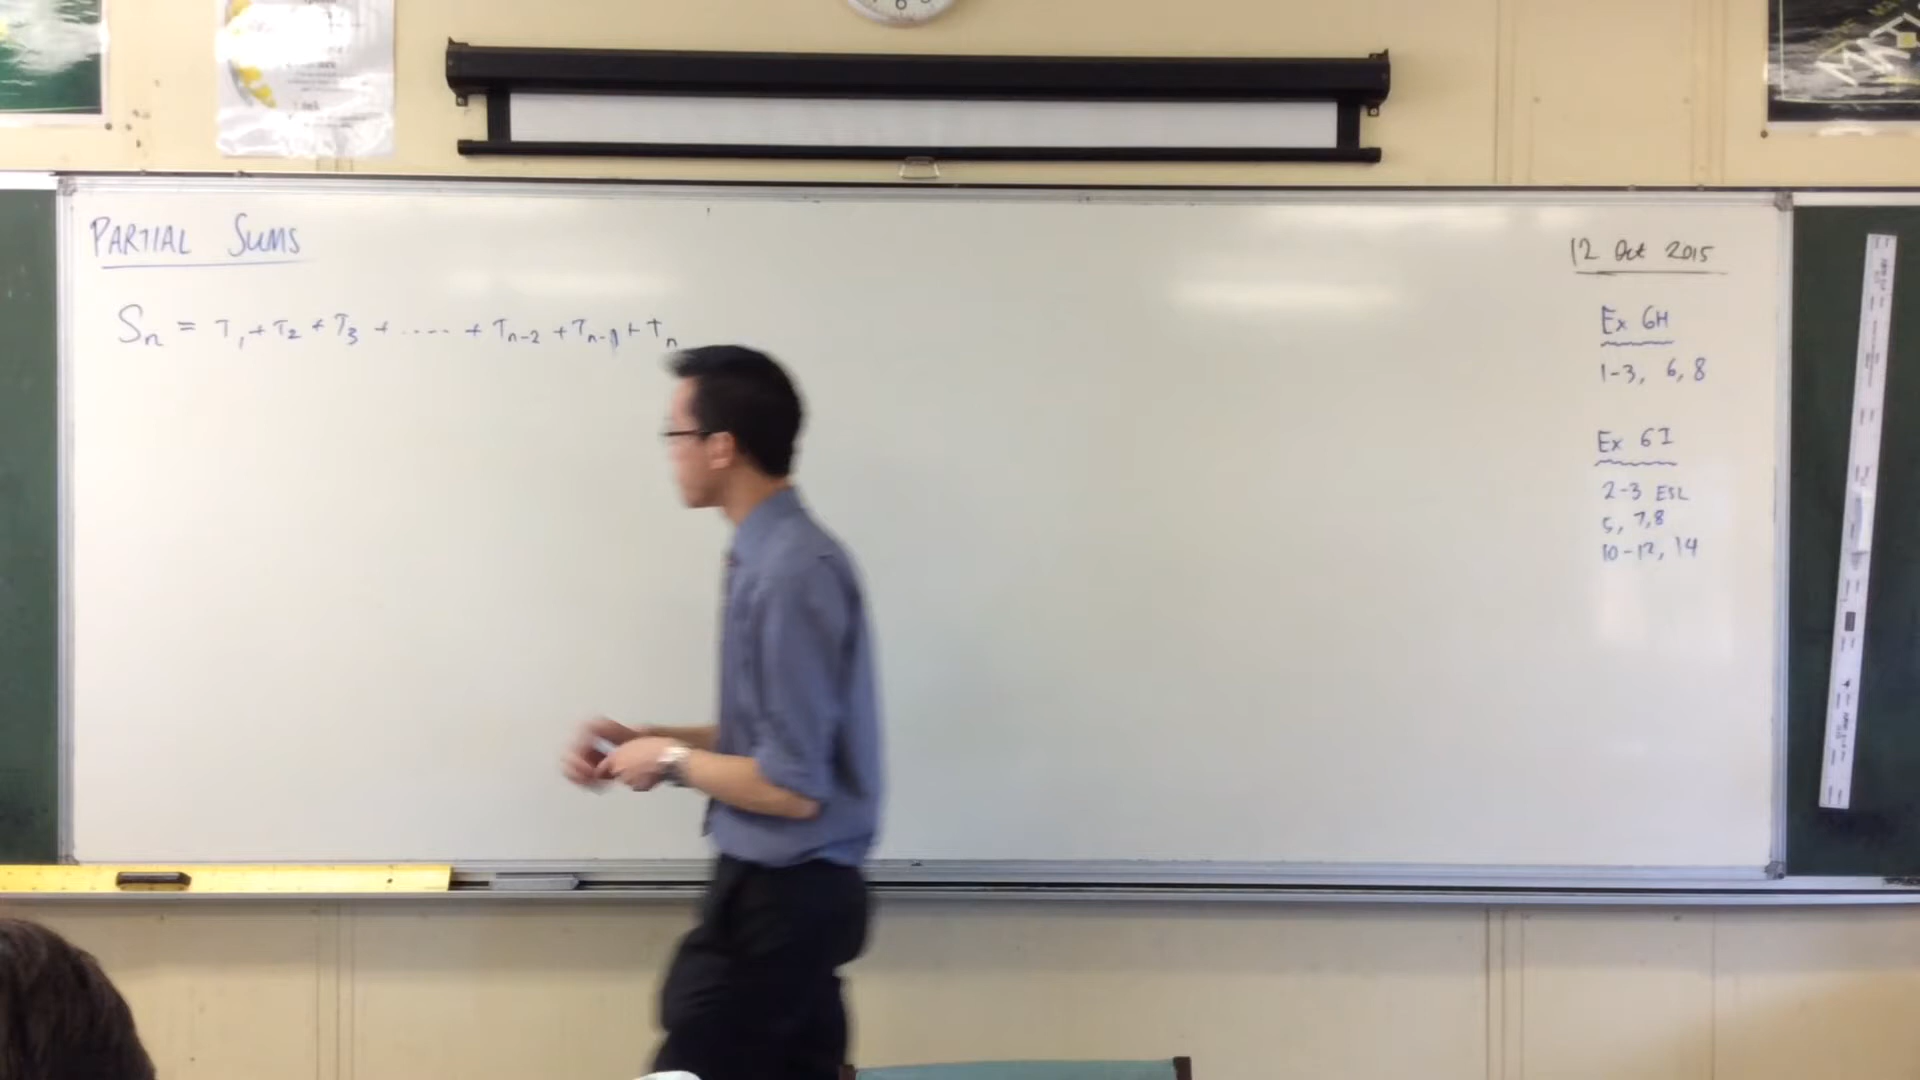 PARTIAL SUMS
Sn = T1 + T2 + T3 + ..... + Tn-2 + Tn-1 + Tn
12 Oct 2015
Ex 6H
1-3, 6, 8
Ex 6I
2-3 ESL
5, 7, 8
10-12, 14